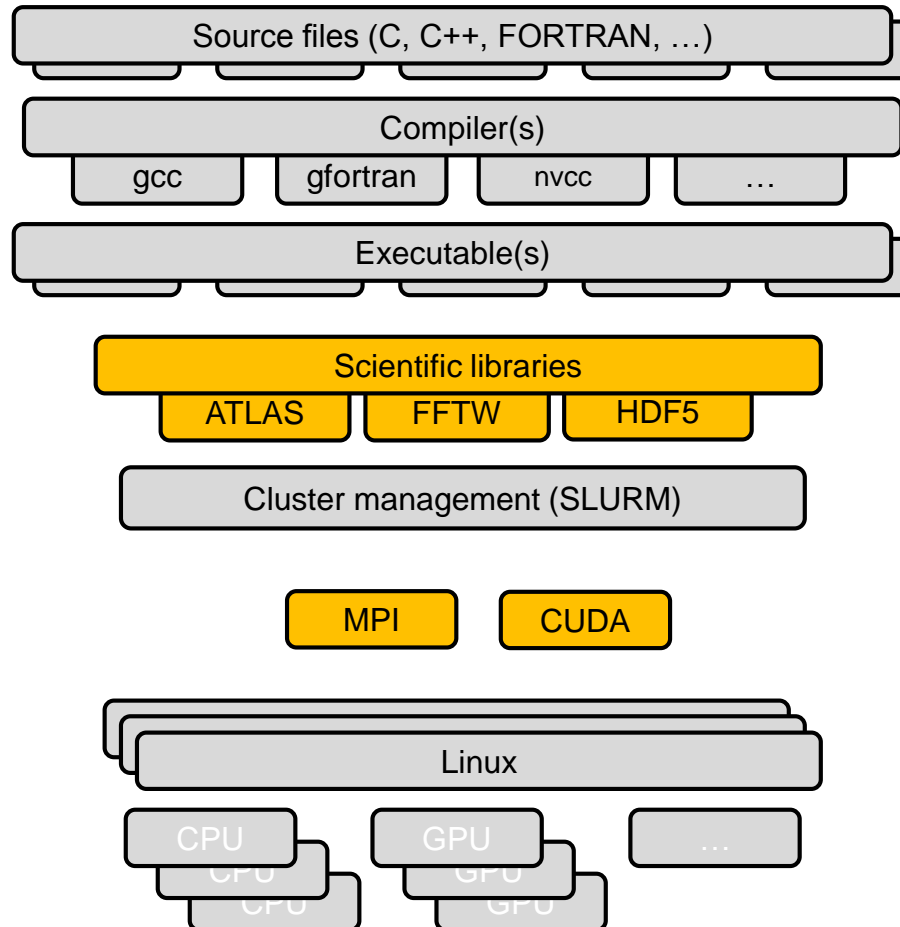 Source files (C, C++, FORTRAN, …)
Compiler(s)
gcc gfortran nvcc …
Executable(s)
Scientific libraries
ATLAS FFTW HDF5
Cluster management (SLURM)
MPI CUDA
Linux
CPU GPU …
CPU GPU
CPU GPU